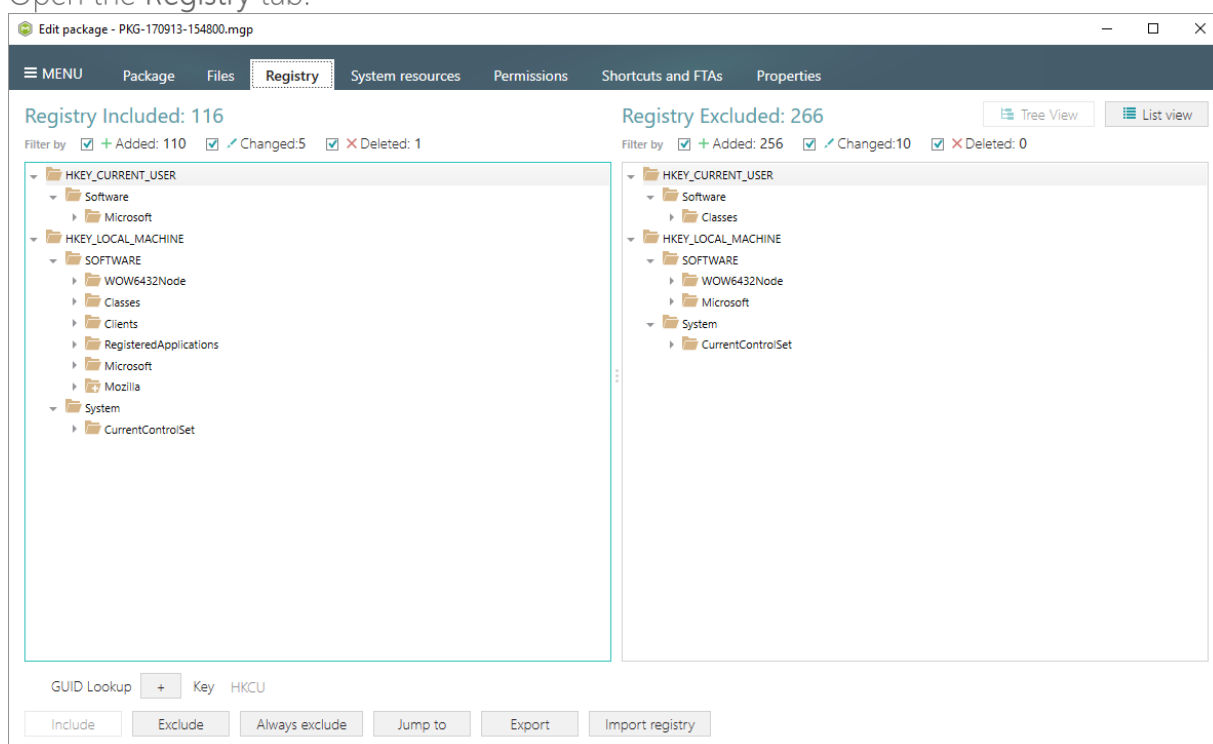 Open the Registry tab.
Edit package - PKG-170913-154800.mgp
MENU Package Files Registry System resources Permissions Shortcuts and FTAs Properties
Registry Included: 116
Filter by Added: 110 Changed:5 Deleted: 1
HKEY_CURRENT_USER
Software
Microsoft
HKEY_LOCAL_MACHINE
SOFTWARE
WOW6432Node
Classes
Clients
RegisteredApplications
Microsoft
Mozilla
System
CurrentControlSet
Registry Excluded: 266
Tree View List view
Filter by Added: 256 Changed:10 Deleted: 0
HKEY_CURRENT_USER
Software
Classes
HKEY_LOCAL_MACHINE
SOFTWARE
WOW6432Node
Microsoft
System
CurrentControlSet
GUID Lookup + Key HKCU
Include Exclude Always exclude Jump to Export Import registry